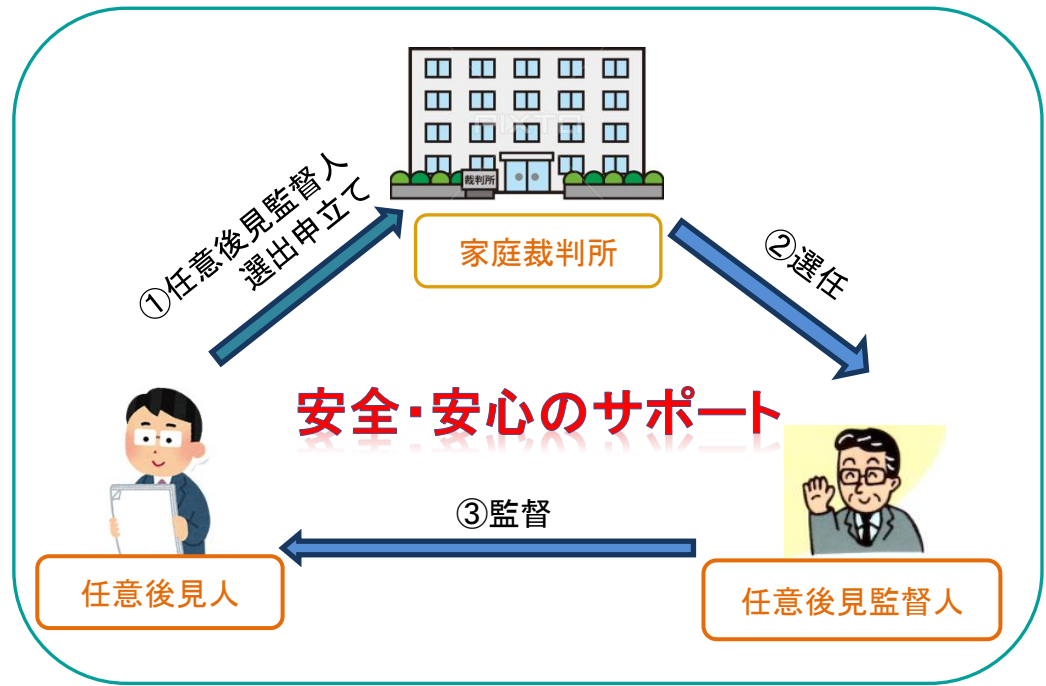 裁判所
PIXTA
①任意後見監督人
選出申立て
家庭裁判所
②選任
安全・安心のサポート
③監督
任意後見人
任意後見監督人